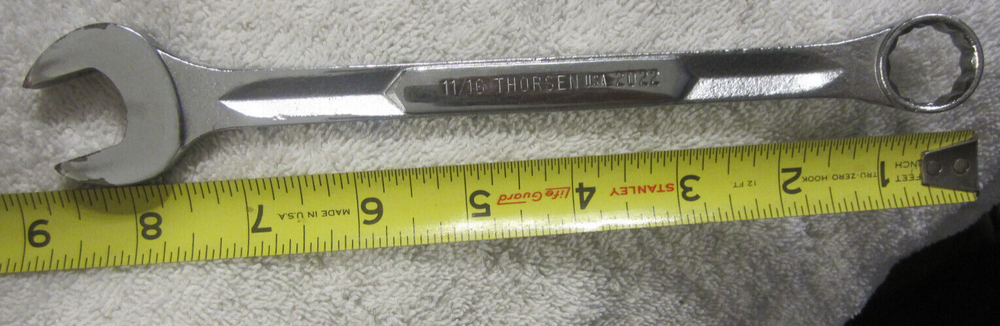 11/16 THORSEN USA 2022
1
INCH
FEET
TRU-ZERO HOOK
2
12 FT
3
STANLEY
4
life Guard
5
6
MADE IN U.S.A.
7
8
9